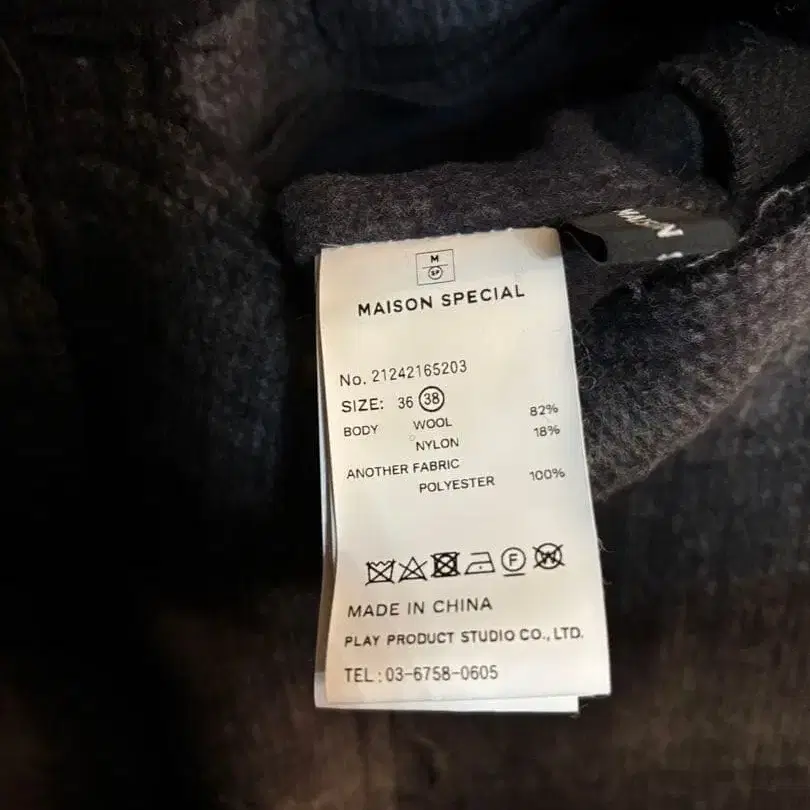 M
SP
MAISON SPECIAL
No. 21242165203
SIZE: 36 38
BODY WOOL 82%
NYLON 18%
ANOTHER FABRIC
POLYESTER 100%
F
W
MADE IN CHINA
PLAY PRODUCT STUDIO CO., LTD.
TEL : 03-6758-0605
MAISON